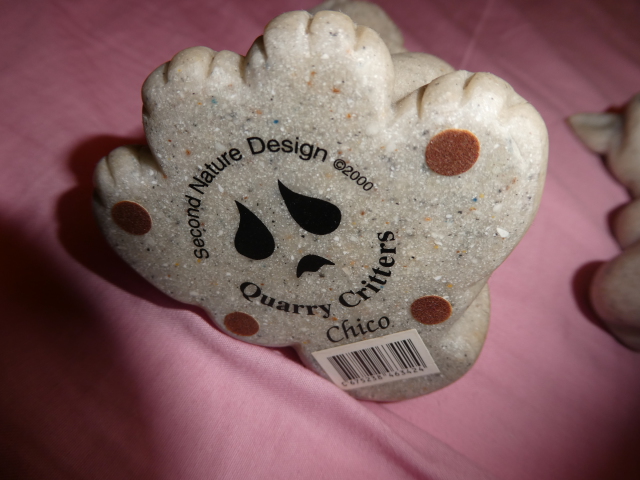 Second Nature Design ©2000
Quarry Critters
Chico